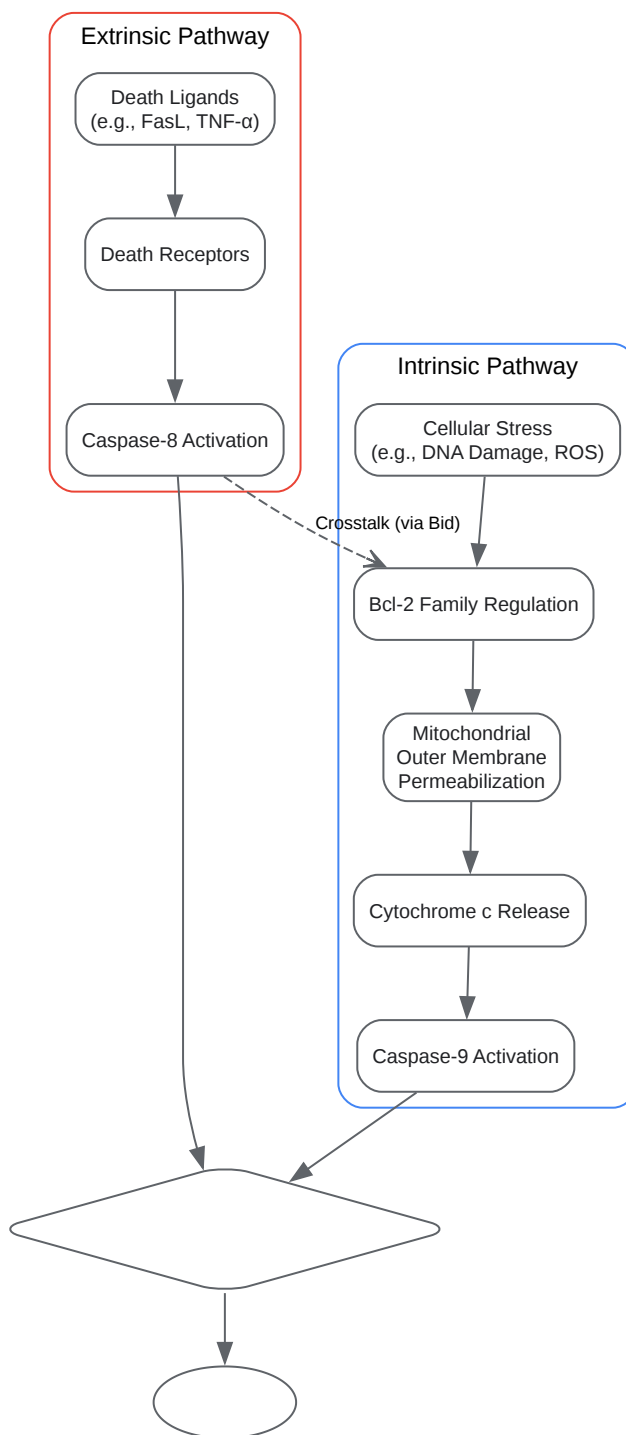 Extrinsic Pathway
Death Ligands
(e.g., FasL, TNF-α)
Death Receptors
Caspase-8 Activation
Intrinsic Pathway
Cellular Stress
(e.g., DNA Damage, ROS)
Crosstalk (via Bid)
Bcl-2 Family Regulation
Mitochondrial
Outer Membrane
Permeabilization
Cytochrome c Release
Caspase-9 Activation